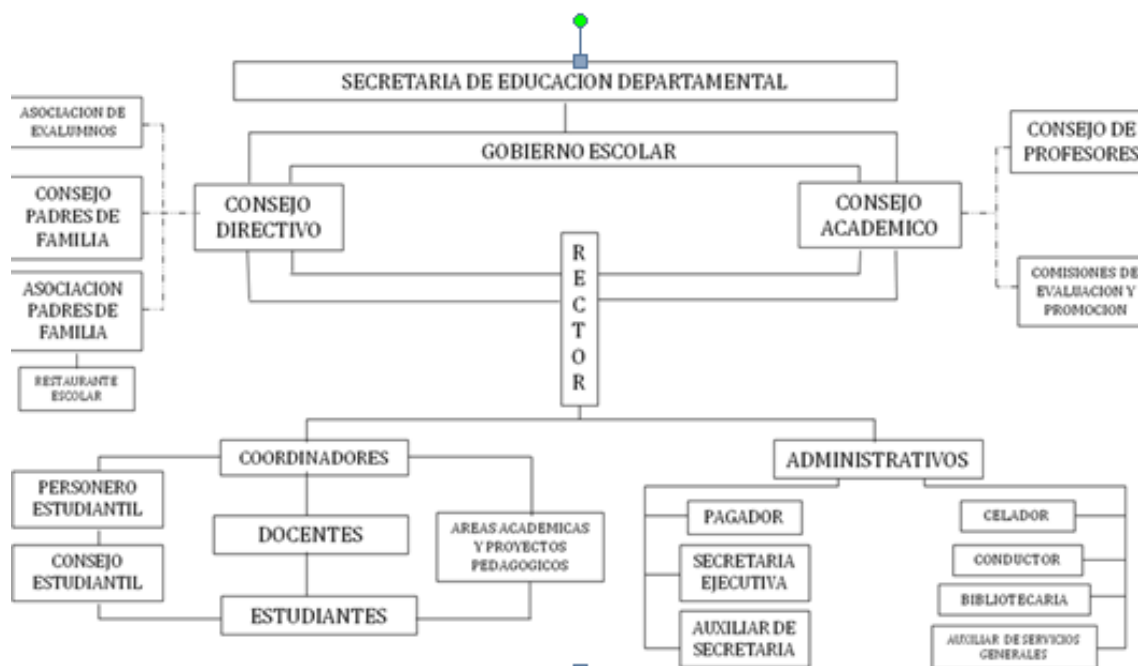 SECRETARIA DE EDUCACION DEPARTAMENTAL
ASOCIACION DE
EXALUMNOS
GOBIERNO ESCOLAR
CONSEJO DE
PROFESORES
CONSEJO
PADRES DE
FAMILIA
CONSEJO
DIRECTIVO
CONSEJO
ACADEMICO
RECTOR
ASOCIACION
PADRES DE
FAMILIA
COMISIONES DE
EVALUACION Y
PROMOCION
RESTAURANTE
ESCOLAR
COORDINADORES
ADMINISTRATIVOS
PERSONERO
ESTUDIANTIL
DOCENTES
AREAS ACADEMICAS
Y PROYECTOS
PEDAGOGICOS
CONSEJO
ESTUDIANTIL
ESTUDIANTES
PAGADOR
SECRETARIA
EJECUTIVA
AUXILIAR DE
SECRETARIA
CELADOR
CONDUCTOR
BIBLIOTECARIA
AUXILIAR DE SERVICIOS
GENERALES